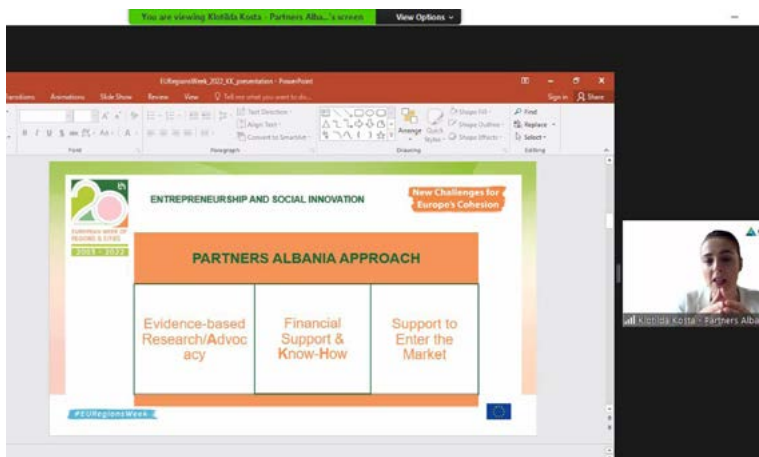 You are viewing Klotilda Kosta - Partners Alba...'s screen
View Options
EURegionsWeek_2022_KK_presentation - PowerPoint
Transitions Animations Slide Show Review View Tell me what you want to do...
Sign in Share
Text Direction
Align Text
Convert to SmartArt
Arrange
Quick Styles
Shape Fill
Shape Outline
Shape Effects
Find
Replace
Select
Font
Paragraph
Drawing
Editing
20th
EUROPEAN WEEK OF
REGIONS & CITIES
2003 - 2022
ENTREPRENEURSHIP AND SOCIAL INNOVATION
New Challenges for
Europe's Cohesion
PARTNERS ALBANIA APPROACH
Evidence-based
Research/Advoc
acy
Financial
Support &
Know-How
Support to
Enter the
Market
#EURegionsWeek
Klotilda Kosta - Partners Alba